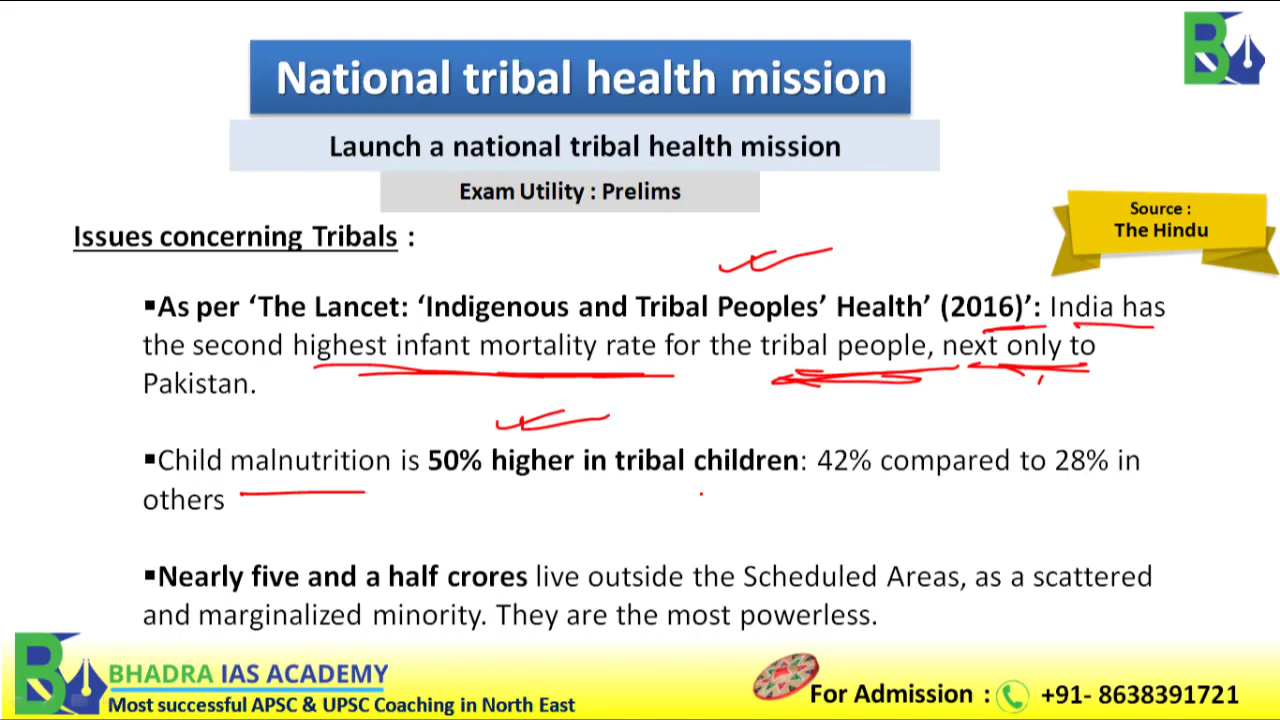 National tribal health mission
Launch a national tribal health mission
Exam Utility : Prelims
Source :
The Hindu
Issues concerning Tribals :
▪As per ‘The Lancet: ‘Indigenous and Tribal Peoples’ Health’ (2016)’: India has
the second highest infant mortality rate for the tribal people, next only to
Pakistan.
▪Child malnutrition is 50% higher in tribal children: 42% compared to 28% in
others
▪Nearly five and a half crores live outside the Scheduled Areas, as a scattered
and marginalized minority. They are the most powerless.
BHADRA IAS ACADEMY
Most successful APSC & UPSC Coaching in North East
For Admission : +91- 8638391721